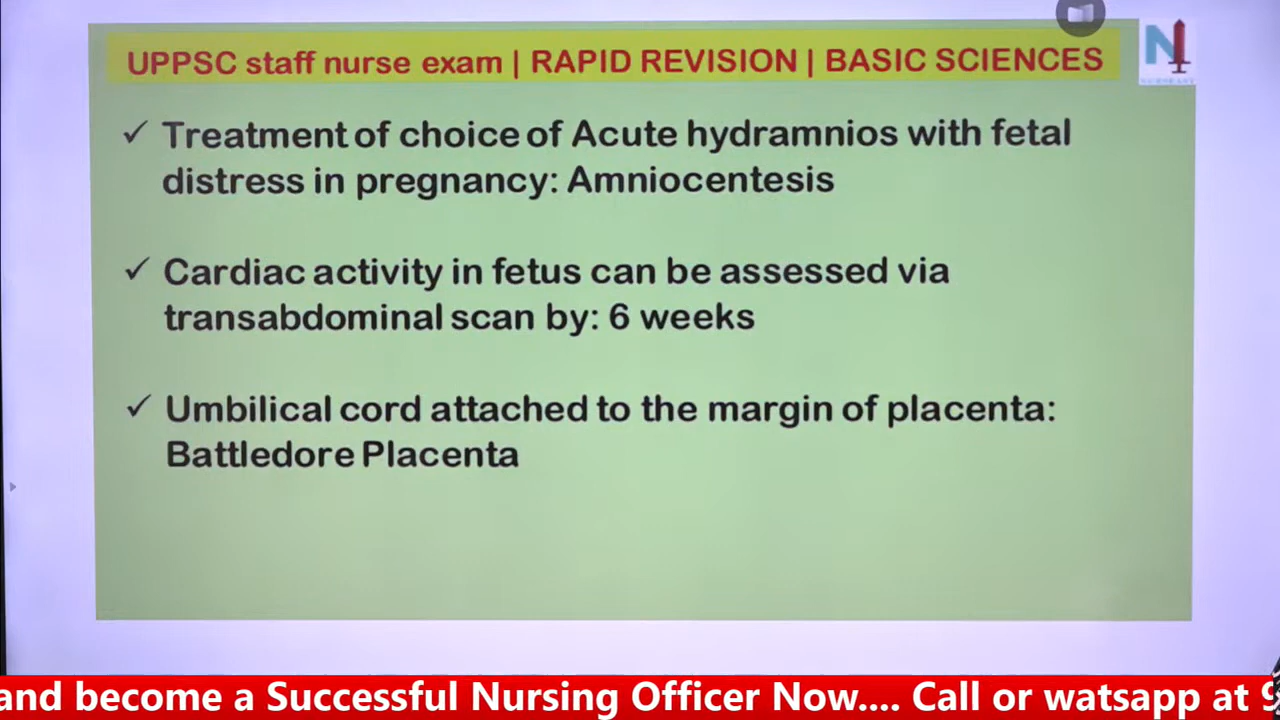 UPPSC staff nurse exam | RAPID REVISION | BASIC SCIENCES
N
✓ Treatment of choice of Acute hydramnios with fetal
distress in pregnancy: Amniocentesis
✓ Cardiac activity in fetus can be assessed via
transabdominal scan by: 6 weeks
✓ Umbilical cord attached to the margin of placenta:
Battledore Placenta
and become a Successful Nursing Officer Now.... Call or watsapp at 9